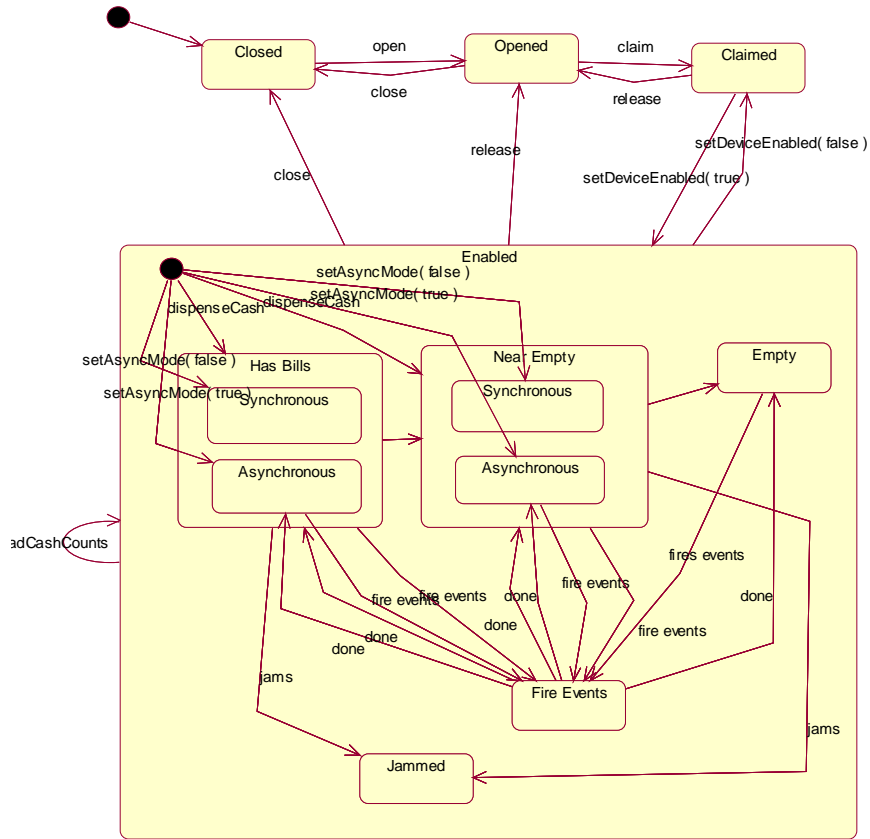 Closed
open
Opened
claim
Claimed
close
release
setDeviceEnabled( false )
release
close
setDeviceEnabled( true )
Enabled
setAsyncMode( false )
setAsyncMode( true )
dispenseCash
dispenseCash
setAsyncMode( false )
Has Bills
Near Empty
Empty
setAsyncMode( true )
Synchronous
Synchronous
Asynchronous
Asynchronous
adCashCounts
fires events
fire events
fire events
fire events
done
done
done
done
done
fire events
jams
Fire Events
jams
Jammed